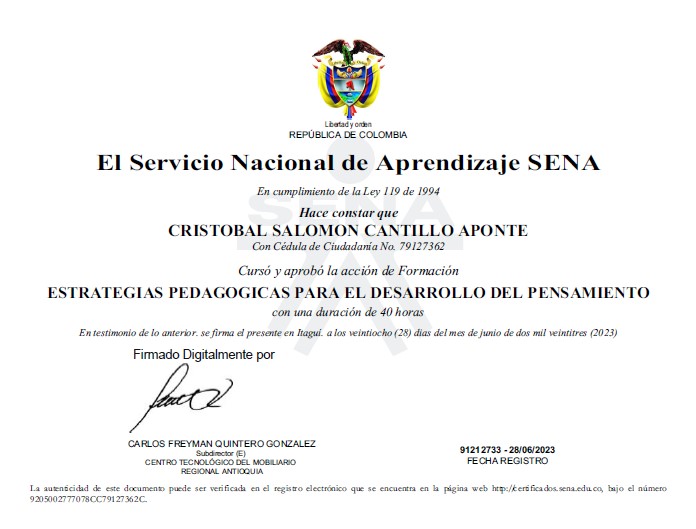 Libertad y orden
REPÚBLICA DE COLOMBIA
El Servicio Nacional de Aprendizaje SENA
En cumplimiento de la Ley 119 de 1994
Hace constar que
CRISTOBAL SALOMON CANTILLO APONTE
Con Cédula de Ciudadanía No. 79127362
Cursó y aprobó la acción de Formación
ESTRATEGIAS PEDAGOGICAS PARA EL DESARROLLO DEL PENSAMIENTO
con una duración de 40 horas
En testimonio de lo anterior. se firma el presente en Itaguí. a los veintiocho (28) días del mes de junio de dos mil veintitres (2023)
Firmado Digitalmente por
CARLOS FREYMAN QUINTERO GONZALEZ
Subdirector (E)
CENTRO TECNOLÓGICO DEL MOBILIARIO
REGIONAL ANTIOQUIA
91212733 - 28/06/2023
FECHA REGISTRO
La autenticidad de este documento puede ser verificada en el registro electrónico que se encuentra en la página web http://certificados.sena.edu.co, bajo el número
9205002777078CC79127362C.
SENA